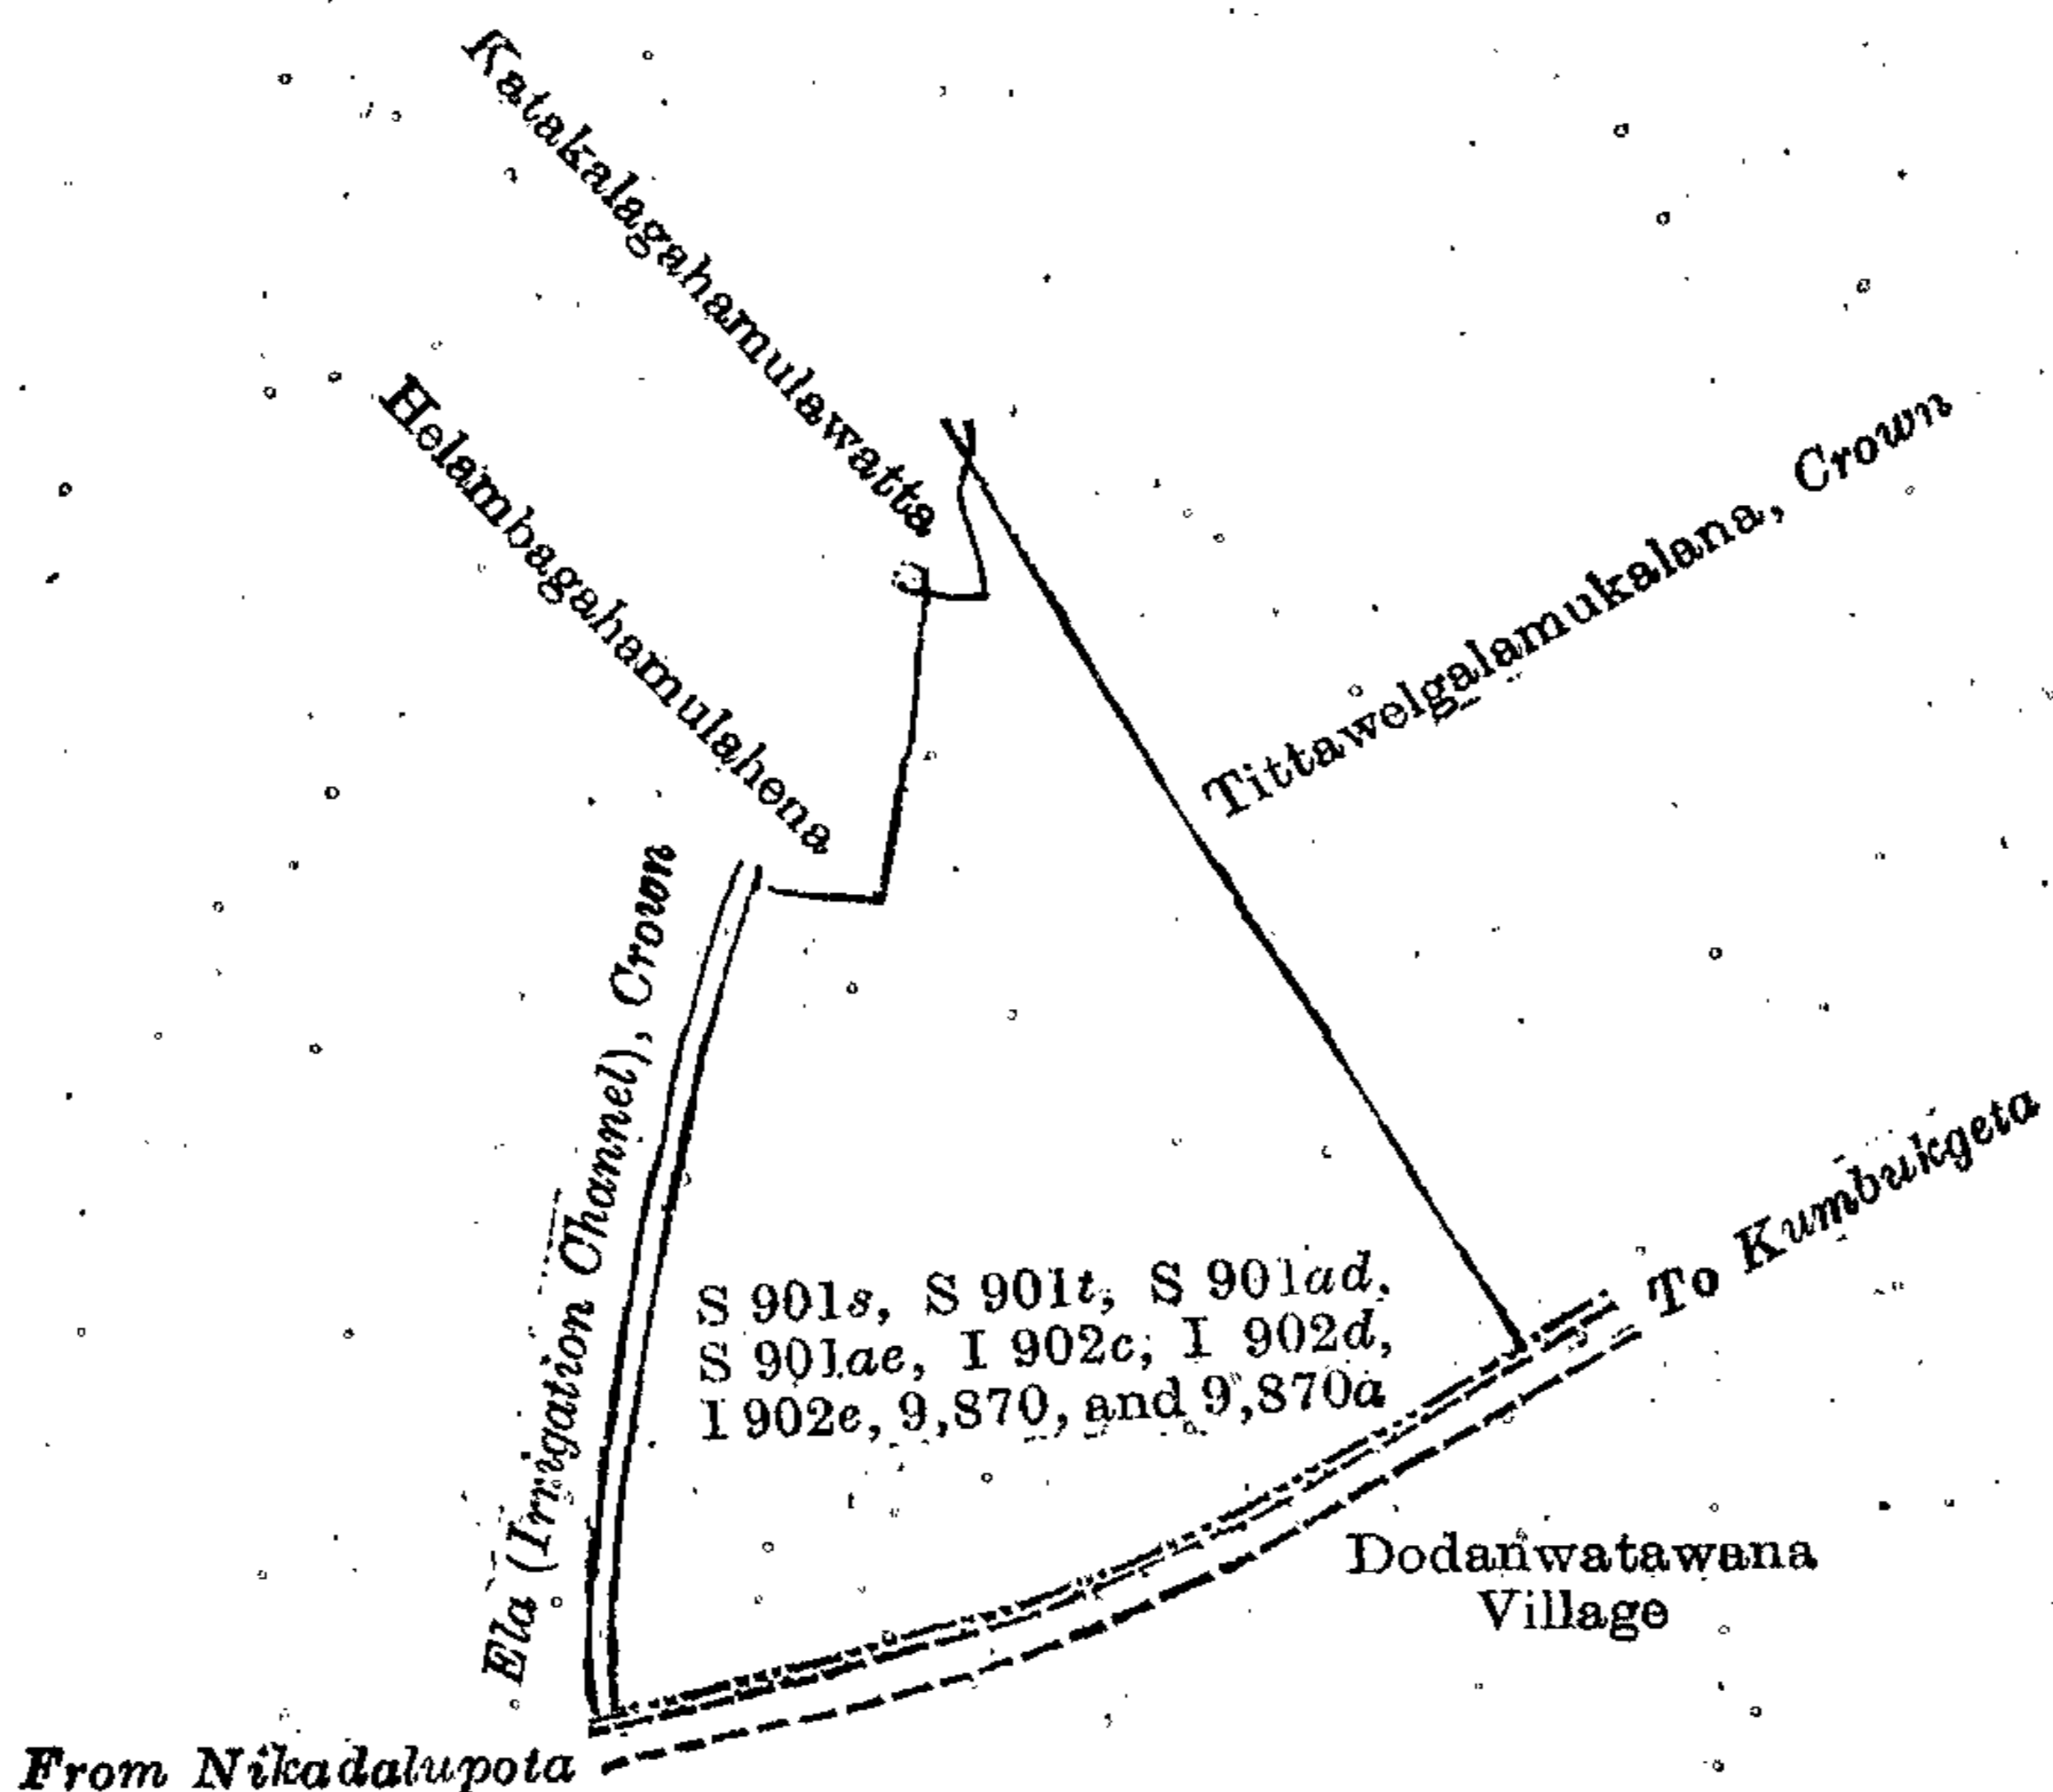 Katakalagahamulawatta
Helambagahamulahena
Tittawelgalamukalana, Crown
Ela (Irrigation Channel), Crown
To Kumbukgeta
S 901s, S 901t, S 901ad,
S 901ae, I 902c, I 902d,
I 902e, 9,870, and 9,870a
Dodanwatawana
Village
From Nikadalupota